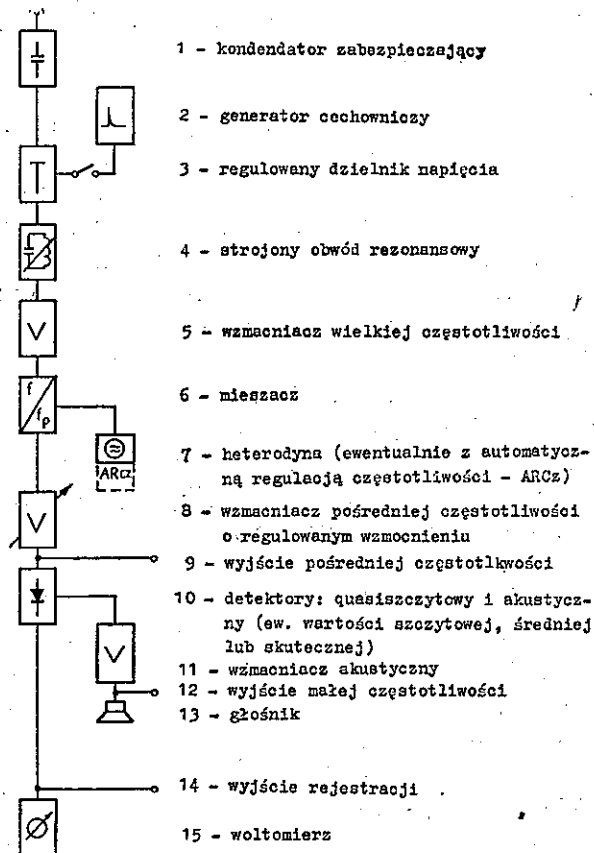 1 - kondendator zabezpieczający
2 - generator cechowniczy
3 - regulowany dzielnik napięcia
4 - strojony obwód rezonansowy
5 - wzmacniacz wielkiej częstotliwości
f
fp
6 - mieszacz
ARCz
7 - heterodyna (ewentualnie z automatycz-
ną regulacją częstotliwości - ARCz)
8 - wzmacniacz pośredniej częstotliwości
o regulowanym wzmocnieniu
9 - wyjście pośredniej częstotlkwości
10 - detektory: quasiszczytowy i akustycz-
ny (ew. wartości szczytowej, średniej
lub skutecznej)
11 - wzmacniacz akustyczny
12 - wyjście małej częstotliwości
13 - głośnik
14 - wyjście rejestracji
15 - woltomierz